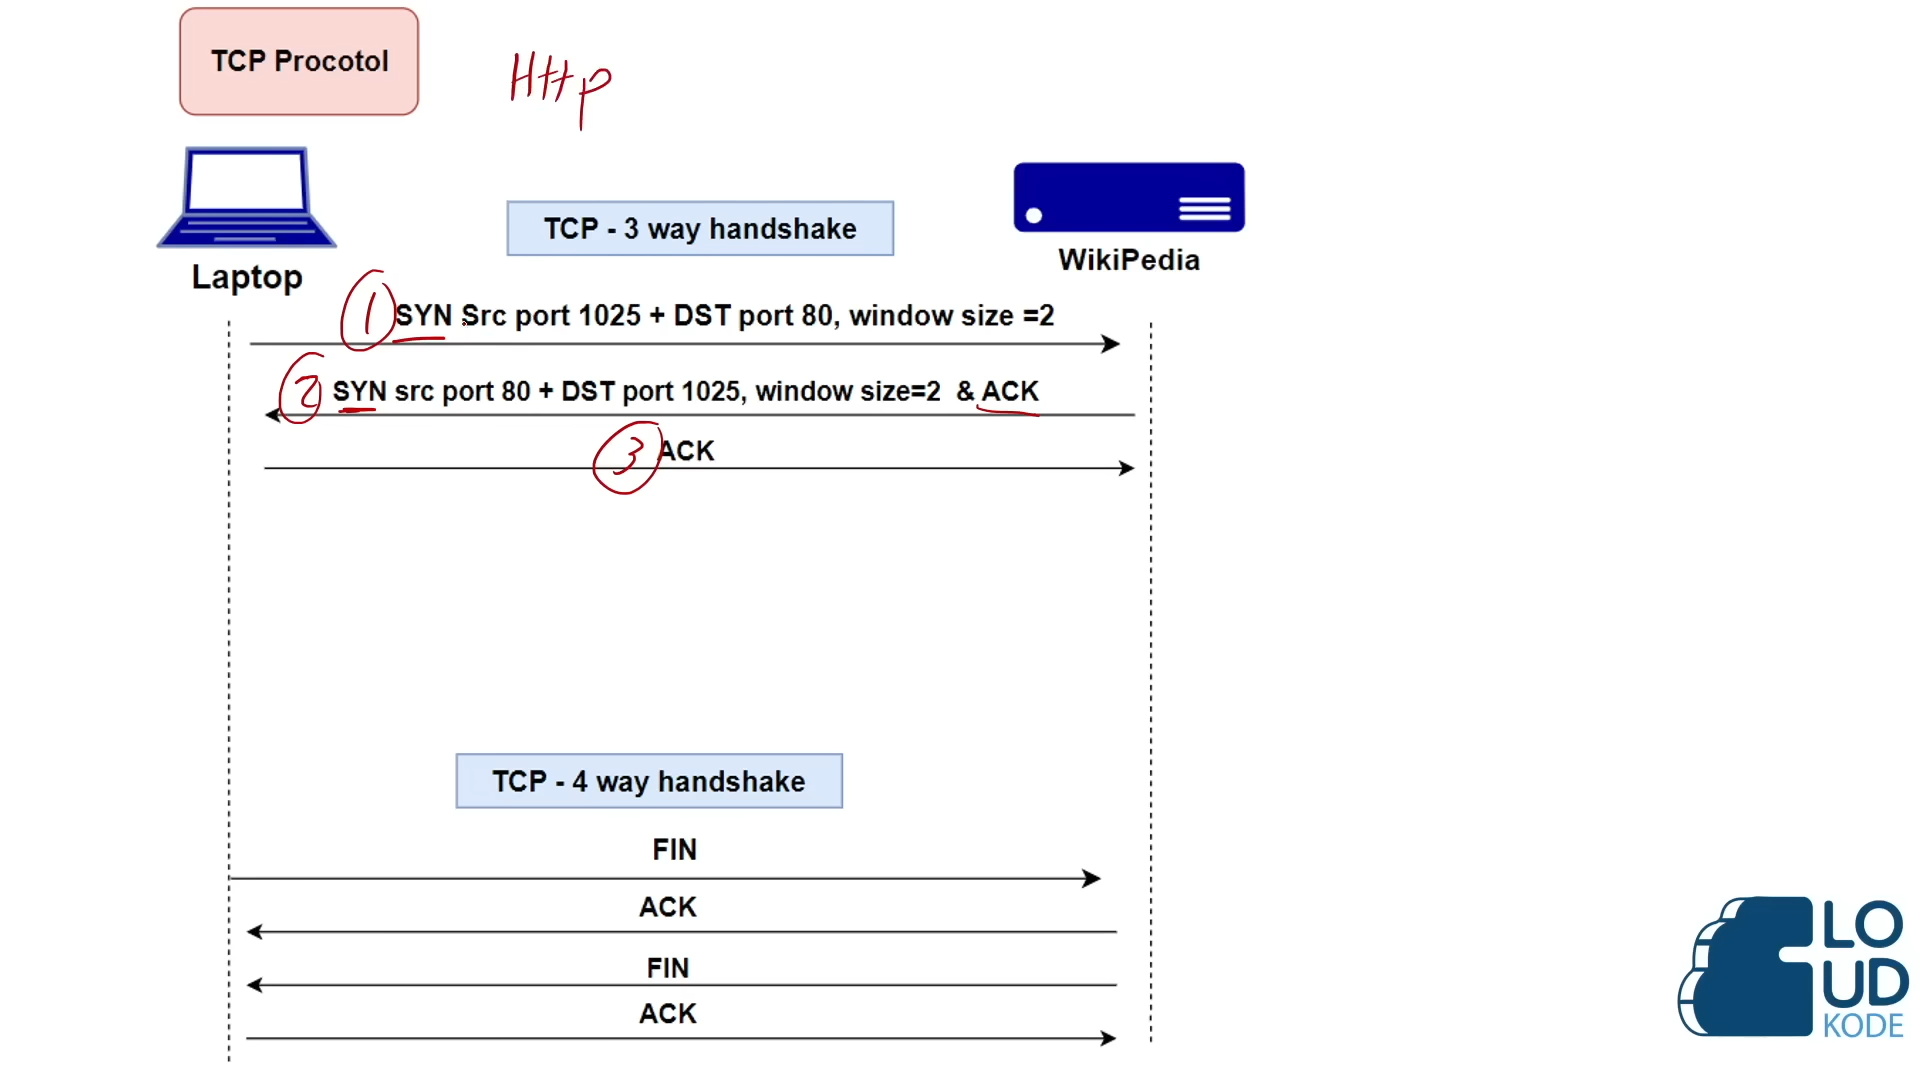 TCP Procotol
HttP
TCP - 3 way handshake
Laptop
WikiPedia
1 SYN Src port 1025 + DST port 80, window size =2
2 SYN src port 80 + DST port 1025, window size=2 & ACK
3 ACK
TCP - 4 way handshake
FIN
ACK
FIN
ACK
CLOUD
KODE